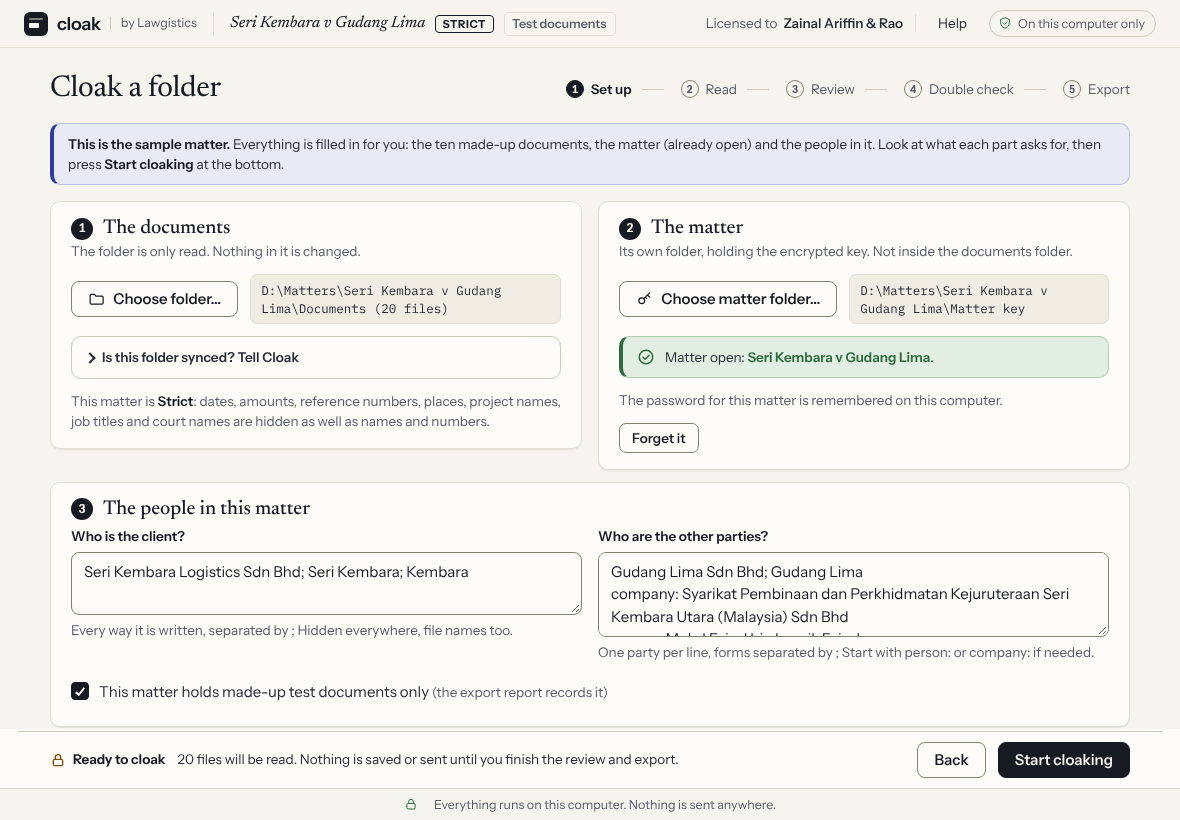 cloak by Lawgistics Seri Kembara v Gudang Lima STRICT Test documents Licensed to Zainal Ariffin & Rao Help On this computer only
Cloak a folder
1 Set up 2 Read 3 Review 4 Double check 5 Export
This is the sample matter. Everything is filled in for you: the ten made-up documents, the matter (already open) and the people in it. Look at what each part asks for, then
press Start cloaking at the bottom.
1 The documents
The folder is only read. Nothing in it is changed.
Choose folder...
D:\Matters\Seri Kembara v Gudang
Lima\Documents (20 files)
Is this folder synced? Tell Cloak
This matter is Strict: dates, amounts, reference numbers, places, project names,
job titles and court names are hidden as well as names and numbers.
2 The matter
Its own folder, holding the encrypted key. Not inside the documents folder.
Choose matter folder...
D:\Matters\Seri Kembara v
Gudang Lima\Matter key
Matter open: Seri Kembara v Gudang Lima.
The password for this matter is remembered on this computer.
Forget it
3 The people in this matter
Who is the client?
Seri Kembara Logistics Sdn Bhd; Seri Kembara; Kembara
Every way it is written, separated by ; Hidden everywhere, file names too.
Who are the other parties?
Gudang Lima Sdn Bhd; Gudang Lima
company: Syarikat Pembinaan dan Perkhidmatan Kejuruteraan Seri
Kembara Utara (Malaysia) Sdn Bhd
One party per line, forms separated by ; Start with person: or company: if needed.
This matter holds made-up test documents only (the export report records it)
Ready to cloak 20 files will be read. Nothing is saved or sent until you finish the review and export.
Back
Start cloaking
Everything runs on this computer. Nothing is sent anywhere.